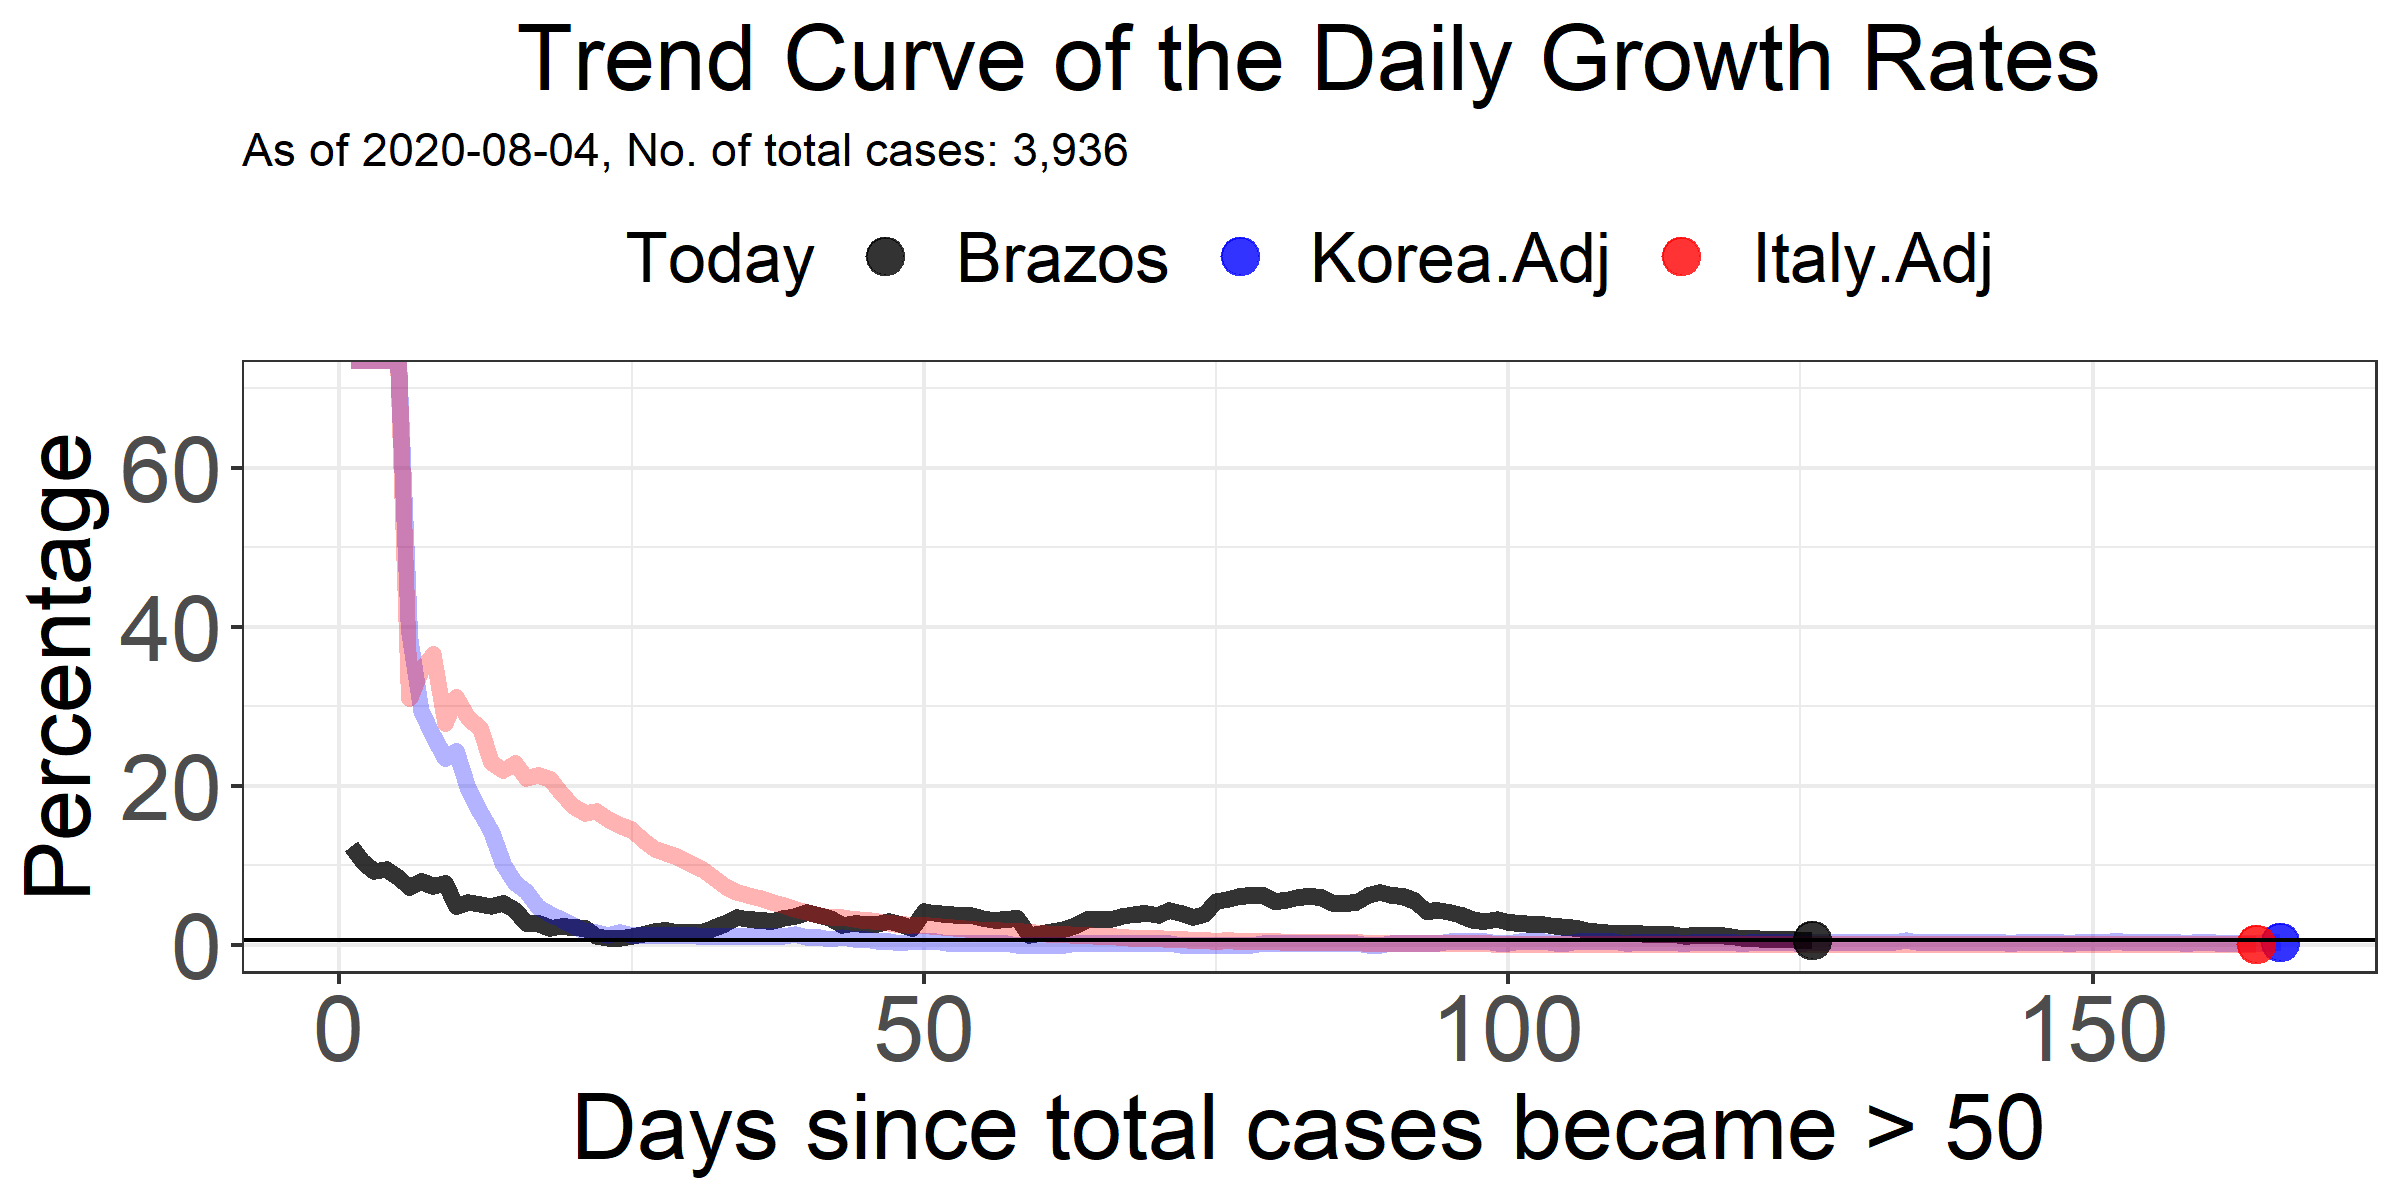 Trend Curve of the Daily Growth Rates
As of 2020-08-04, No. of total cases: 3,936
Today Brazos Korea.Adj Italy.Adj
Percentage
60
40
20
0
0 50 100 150
Days since total cases became > 50